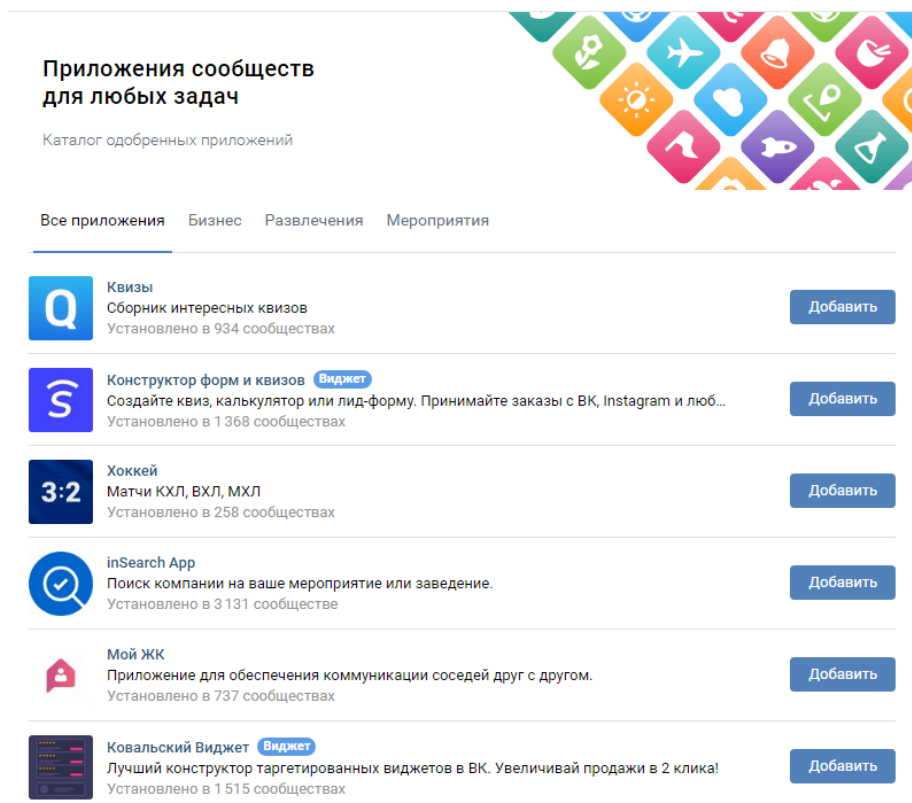 Приложения сообществ
для любых задач
Каталог одобренных приложений
Все приложения Бизнес Развлечения Мероприятия
Q
Квизы
Сборник интересных квизов
Установлено в 934 сообществах
Добавить
S
Конструктор форм и квизов Виджет
Создайте квиз, калькулятор или лид-форму. Принимайте заказы с ВК, Instagram и люб...
Установлено в 1 368 сообществах
Добавить
3:2
Хоккей
Матчи КХЛ, ВХЛ, МХЛ
Установлено в 258 сообществах
Добавить
inSearch App
Поиск компании на ваше мероприятие или заведение.
Установлено в 3 131 сообществе
Добавить
Мой ЖК
Приложение для обеспечения коммуникации соседей друг с другом.
Установлено в 737 сообществах
Добавить
Ковальский Виджет Виджет
Лучший конструктор таргетированных виджетов в ВК. Увеличивай продажи в 2 клика!
Установлено в 1 515 сообществах
Добавить